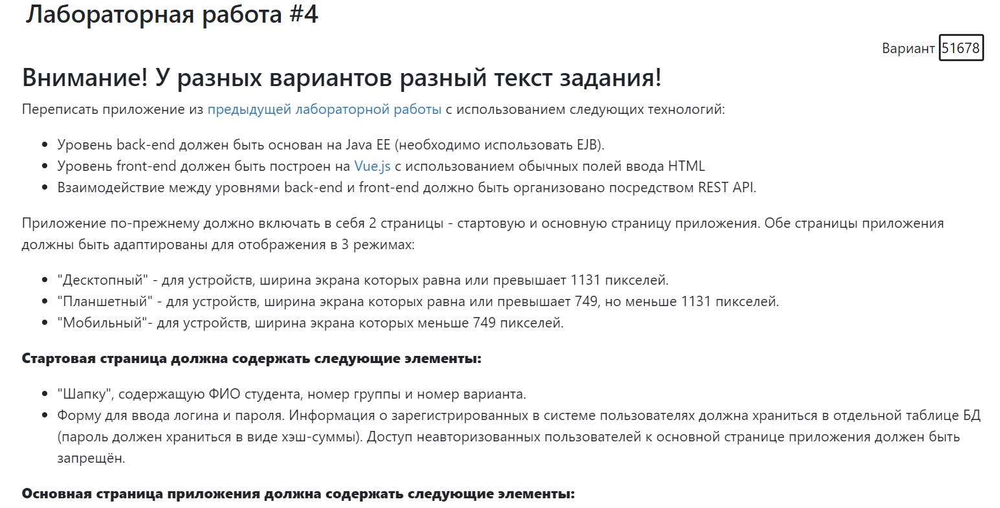 Лабораторная работа #4
Вариант 51678
Внимание! У разных вариантов разный текст задания!
Переписать приложение из предыдущей лабораторной работы с использованием следующих технологий:
Уровень back-end должен быть основан на Java EE (необходимо использовать EJB).
Уровень front-end должен быть построен на Vue.js с использованием обычных полей ввода HTML
Взаимодействие между уровнями back-end и front-end должно быть организовано посредством REST API.
Приложение по-прежнему должно включать в себя 2 страницы - стартовую и основную страницу приложения. Обе страницы приложения
должны быть адаптированы для отображения в 3 режимах:
"Десктопный" - для устройств, ширина экрана которых равна или превышает 1131 пикселей.
"Планшетный" - для устройств, ширина экрана которых равна или превышает 749, но меньше 1131 пикселей.
"Мобильный"- для устройств, ширина экрана которых меньше 749 пикселей.
Стартовая страница должна содержать следующие элементы:
"Шапку", содержащую ФИО студента, номер группы и номер варианта.
Форму для ввода логина и пароля. Информация о зарегистрированных в системе пользователях должна храниться в отдельной таблице БД
(пароль должен храниться в виде хэш-суммы). Доступ неавторизованных пользователей к основной странице приложения должен быть
запрещён.
Основная страница приложения должна содержать следующие элементы: